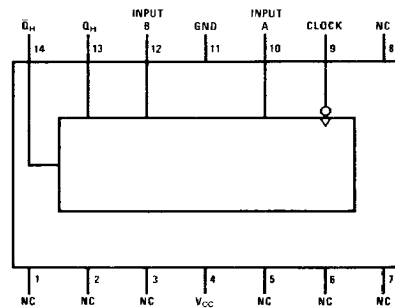 Q̅H QH INPUT B GND INPUT A CLOCK NC
14 13 12 11 10 9 8
1 2 3 4 5 6 7
NC NC NC VCC NC NC NC